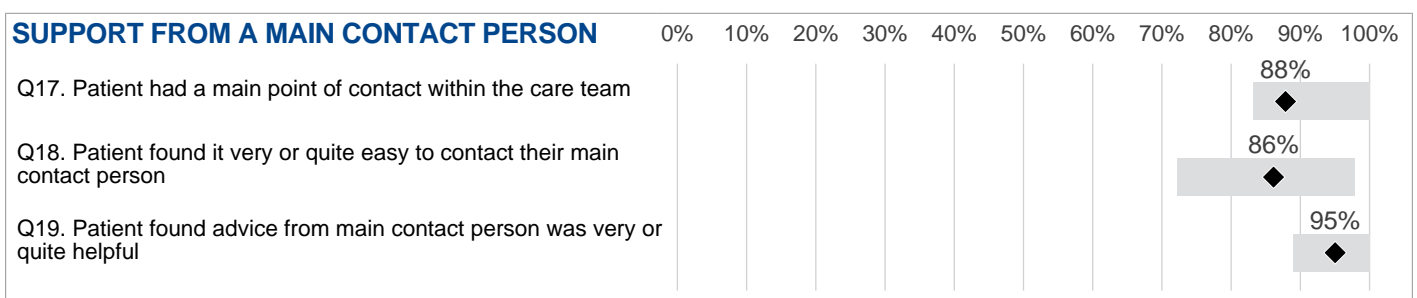 SUPPORT FROM A MAIN CONTACT PERSON 0% 10% 20% 30% 40% 50% 60% 70% 80% 90% 100%
Q17. Patient had a main point of contact within the care team 88%
Q18. Patient found it very or quite easy to contact their main
contact person
86%
Q19. Patient found advice from main contact person was very or
quite helpful
95%